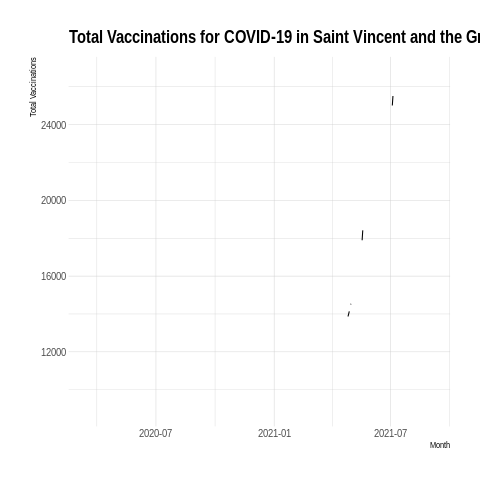 Total Vaccinations for COVID-19 in Saint Vincent and the Gr
Total Vaccinations
24000
20000
16000
12000
2020-07 2021-01 2021-07
Month